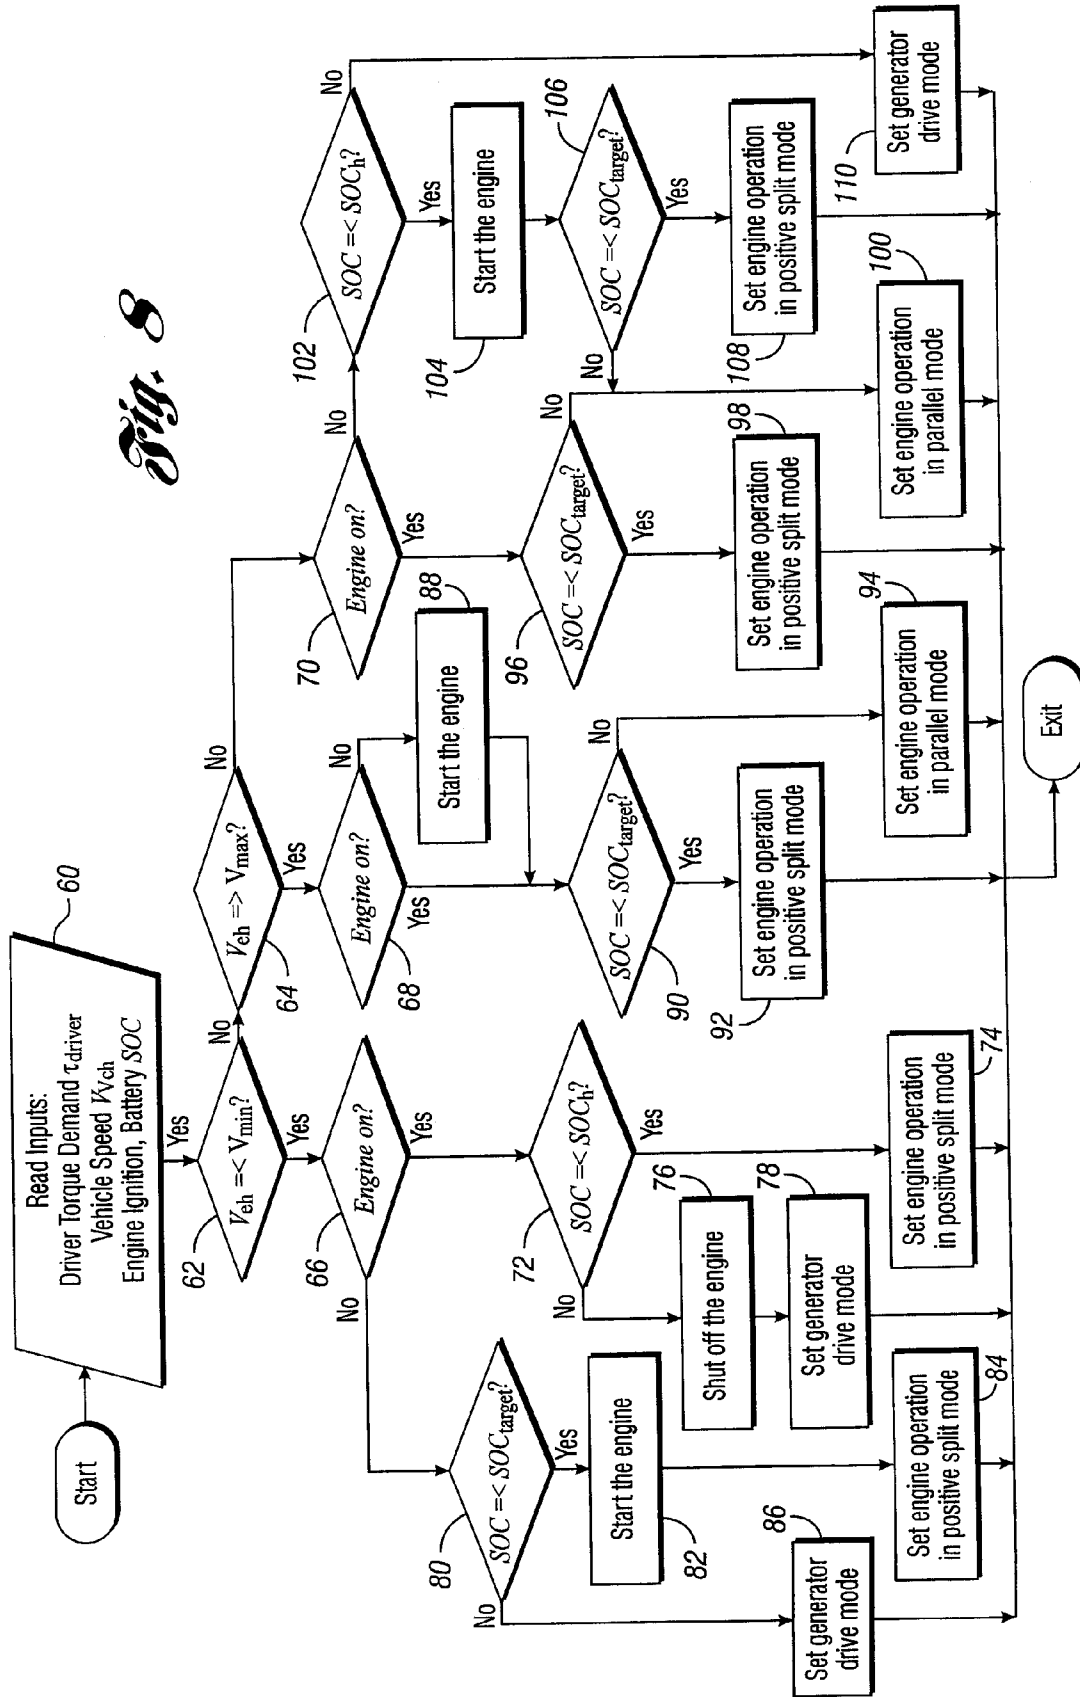 Fig. 8
Start
Read Inputs:
Driver Torque Demand τdriver
Vehicle Speed Vvch
Engine Ignition, Battery SOC
60
Yes
Veh =< Vmin?
62
No
Yes
Veh => Vmax?
64
No
Yes
Engine on?
66
No
Yes
Engine on?
68
No
Yes
Engine on?
70
No
Yes
SOC =< SOCh?
102
No
Yes
Start the engine
88
Start the engine
104
SOC =< SOCtarget?
80
No
Yes
SOC =< SOCh?
72
No
Yes
SOC =< SOCtarget?
90
No
Yes
SOC =< SOCtarget?
96
No
Yes
SOC =< SOCtarget?
106
No
Yes
Start the engine
82
Shut off the engine
76
Set generator
drive mode
86
Set generator
drive mode
78
Set engine operation
in positive split mode
92
Set engine operation
in positive split mode
98
Set engine operation
in positive split mode
108
Set engine operation
in positive split mode
84
Set engine operation
in positive split mode
74
Set engine operation
in parallel mode
94
Set engine operation
in parallel mode
100
Set generator
drive mode
110
Exit